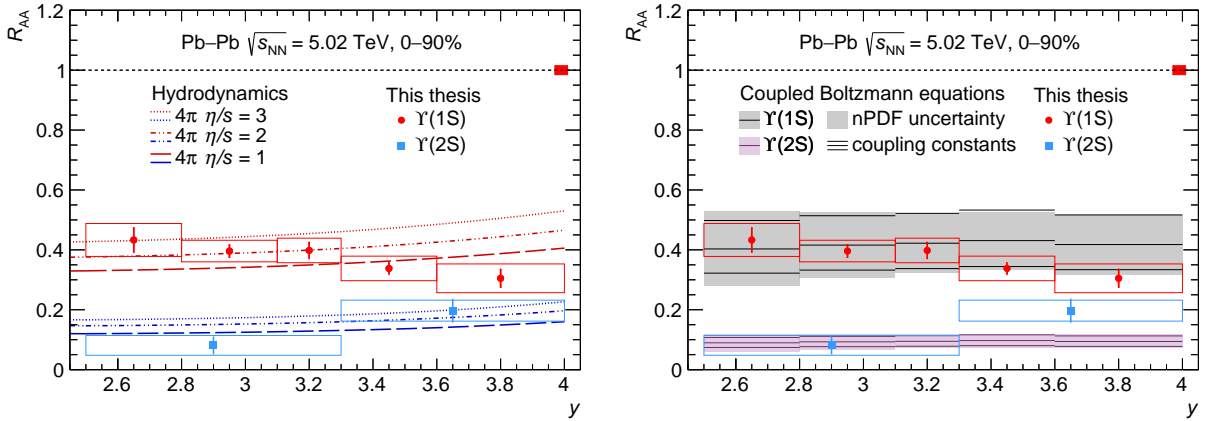 R_AA
Pb–Pb √s_NN = 5.02 TeV, 0–90%
Hydrodynamics
4π η/s = 3
4π η/s = 2
4π η/s = 1
This thesis
ϒ(1S)
ϒ(2S)
0
0.2
0.4
0.6
0.8
1
1.2
2.6 2.8 3 3.2 3.4 3.6 3.8 4
y
R_AA
Pb–Pb √s_NN = 5.02 TeV, 0–90%
Coupled Boltzmann equations
ϒ(1S) nPDF uncertainty
ϒ(2S) coupling constants
This thesis
ϒ(1S)
ϒ(2S)
0
0.2
0.4
0.6
0.8
1
1.2
2.6 2.8 3 3.2 3.4 3.6 3.8 4
y